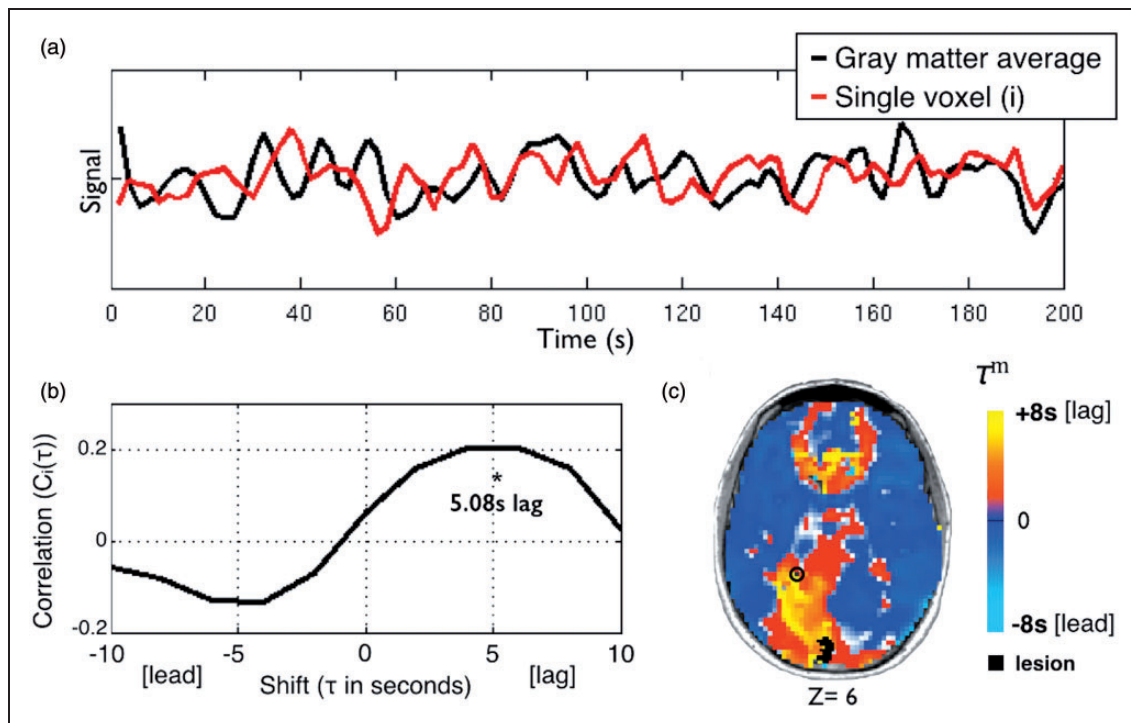 (a)
Gray matter average
Single voxel (i)
Signal
0 20 40 60 80 100 120 140 160 180 200
Time (s)
(b)
Correlation (Cᵢ(τ))
0.2
0
-0.2
*
5.08s lag
-10 -5 0 5 10
[lead] Shift (τ in seconds) [lag]
(c)
τᵐ
+8s [lag]
0
-8s [lead]
lesion
Z= 6